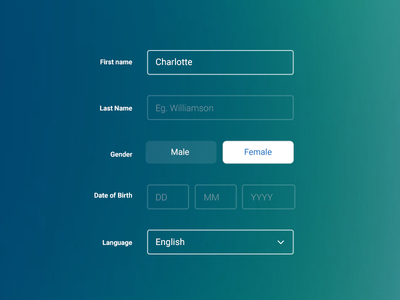 First name Charlotte
Last Name Eg. Williamson
Gender Male Female
Date of Birth DD MM YYYY
Language English